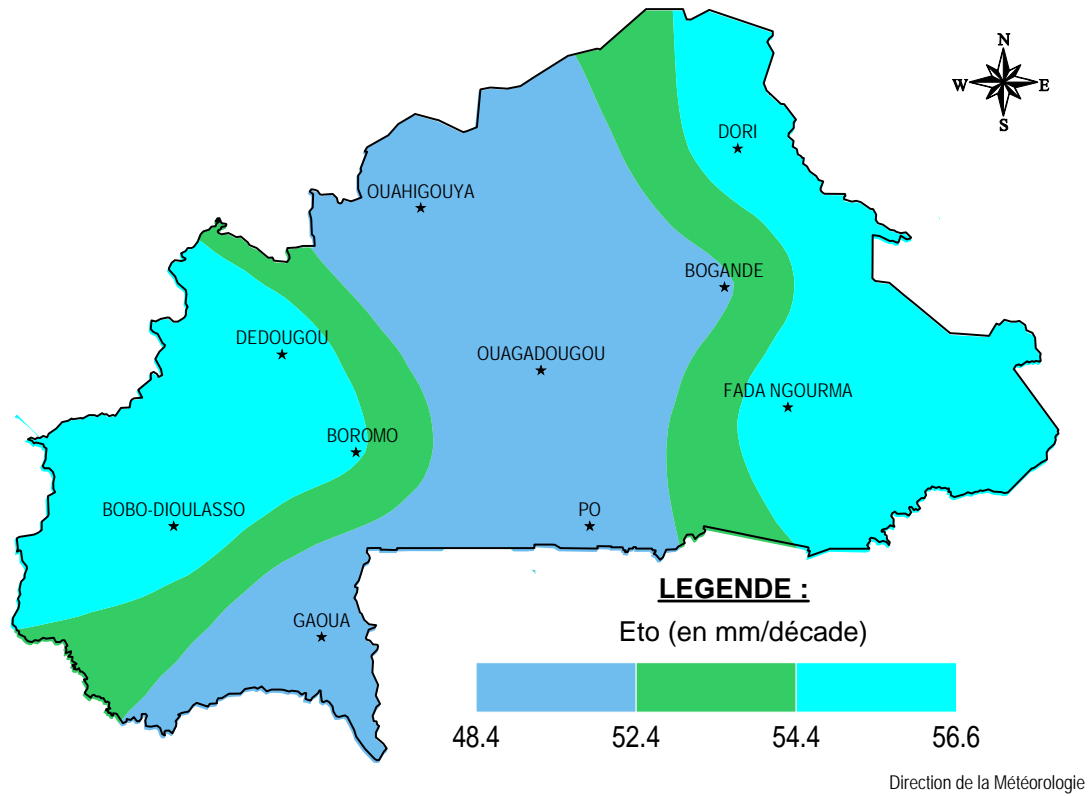 N
W E
S
DORI
OUAHIGOUYA
BOGANDE
DEDOUGOU
OUAGADOUGOU
FADA NGOURMA
BOROMO
BOBO-DIOULASSO
PO
GAOUA
LEGENDE :
Eto (en mm/décade)
48.4 52.4 54.4 56.6
Direction de la Météorologie